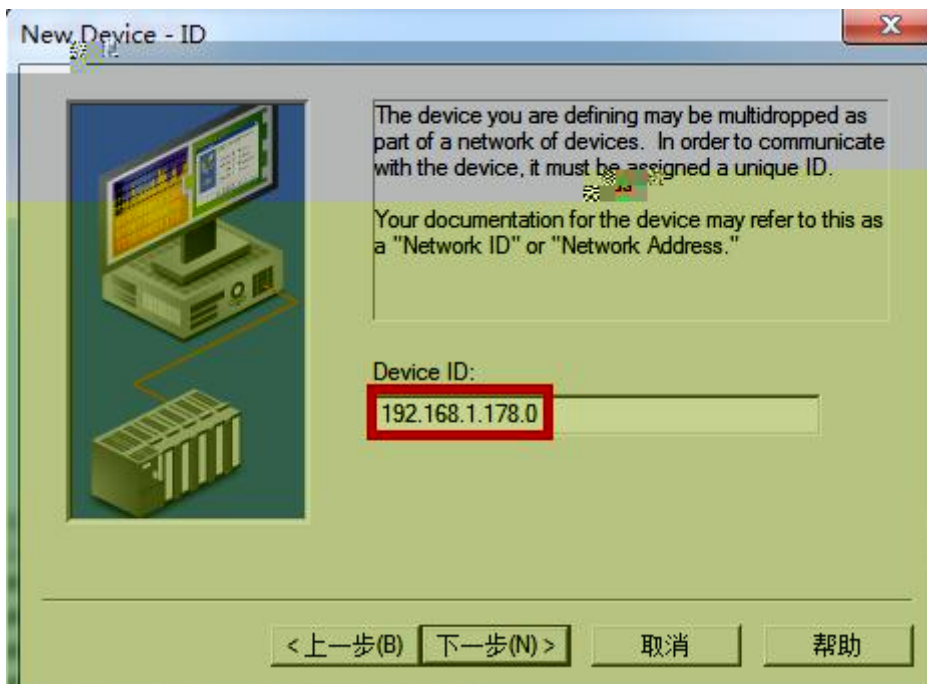 New Device - ID
The device you are defining may be multidropped as
part of a network of devices. In order to communicate
with the device, it must be assigned a unique ID.
Your documentation for the device may refer to this as
a "Network ID" or "Network Address."
Device ID:
192.168.1.178.0
<上一步(B) 下一步(N)> 取消 帮助